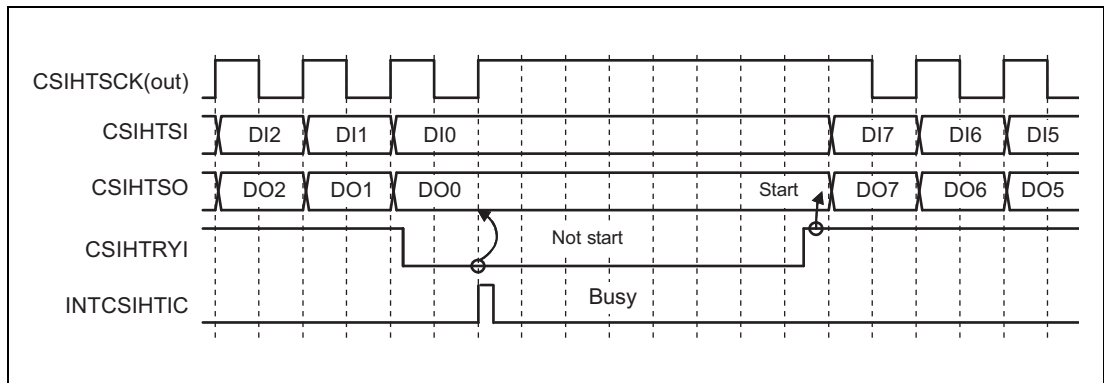 CSIHTSCK(out)
CSIHTSI DI2 DI1 DI0 DI7 DI6 DI5
CSIHTSO DO2 DO1 DO0 Start DO7 DO6 DO5
CSIHTRYI Not start
INTCSIHTIC Busy